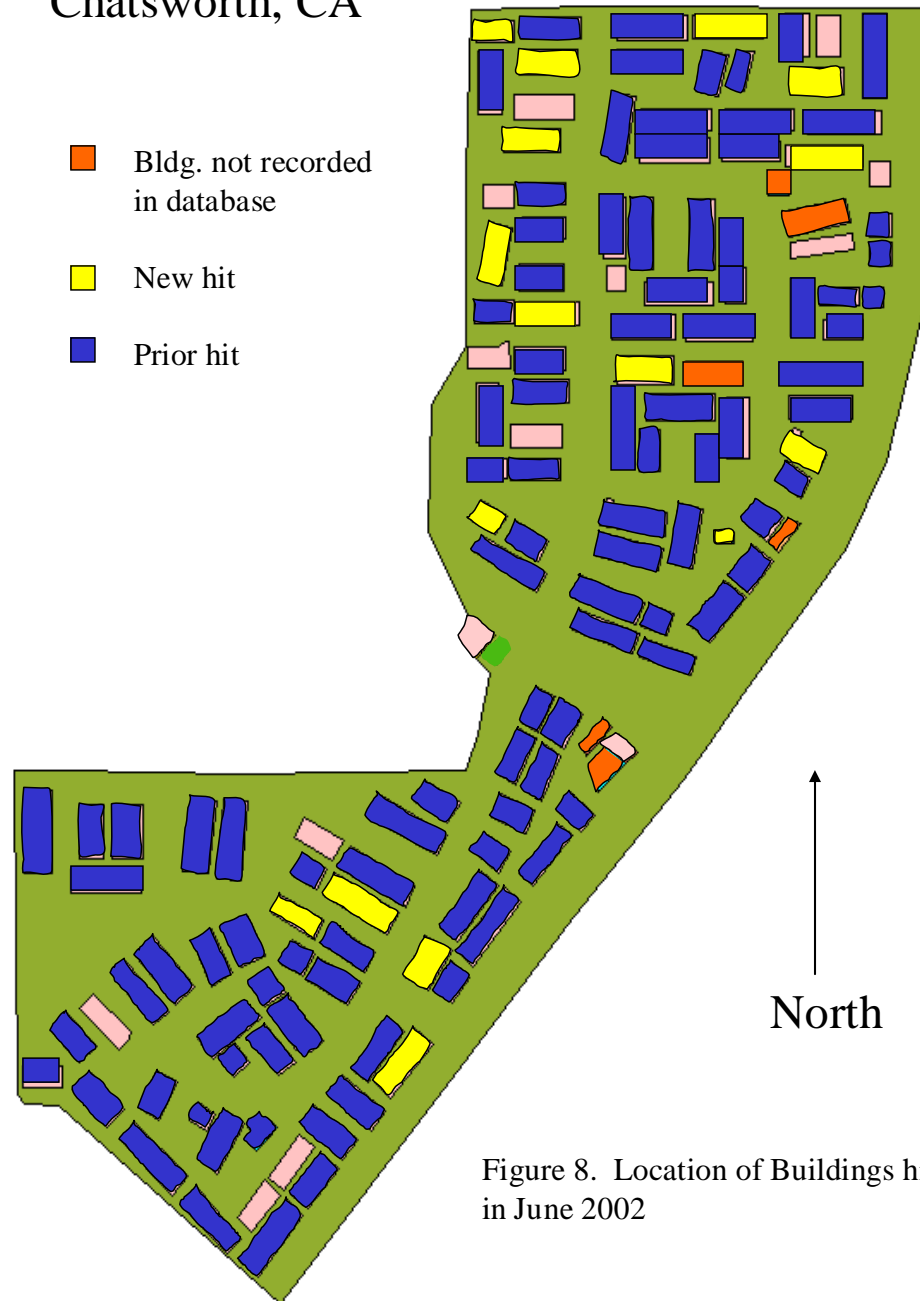 Chatsworth, CA
Bldg. not recorded
in database
New hit
Prior hit
North
Figure 8. Location of Buildings
in June 2002